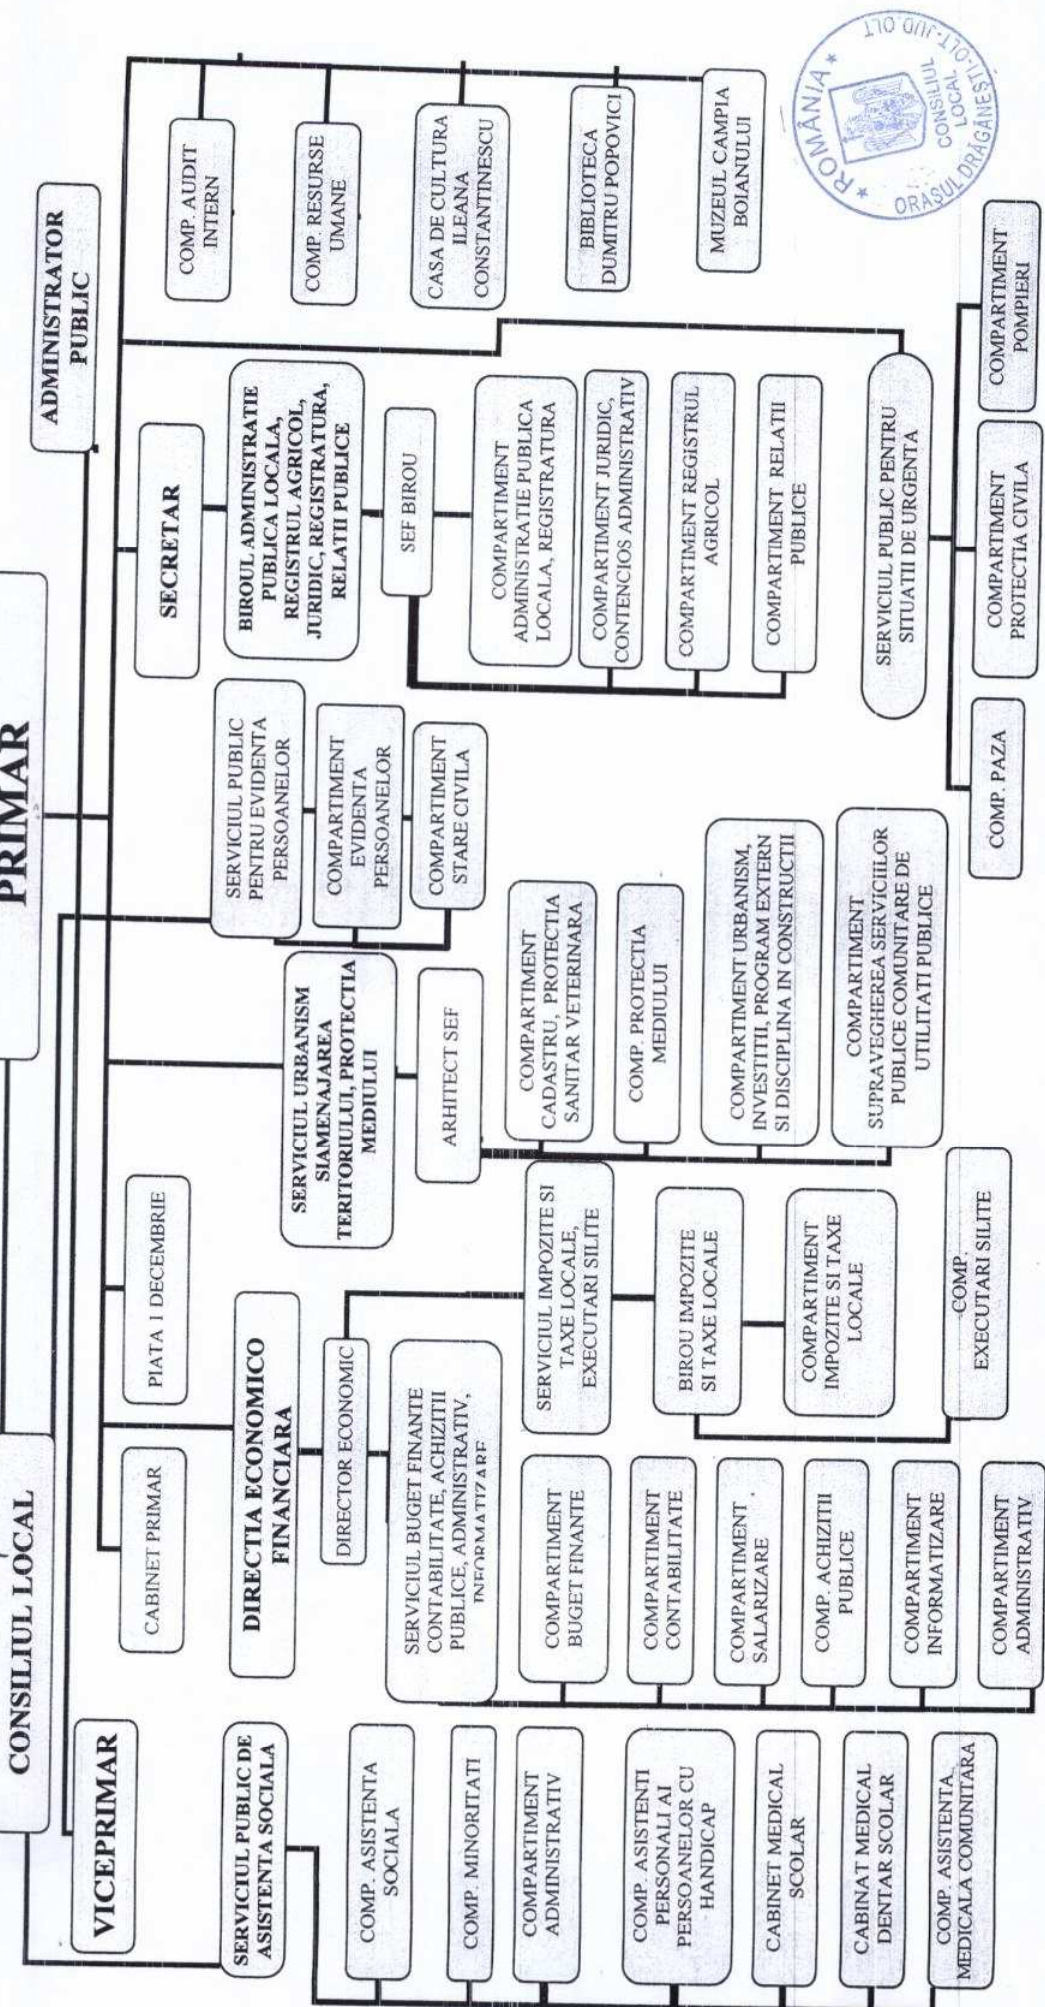 CONSILIUL LOCAL
PRIMAR
VICEPRIMAR
ADMINISTRATOR
PUBLIC
SERVICIUL PUBLIC DE
ASISTENTA SOCIALA
COMP. ASISTENTA
SOCIALA
COMP. MINORITATI
COMPARTIMENT
ADMINISTRATIV
COMP. ASISTENTI
PERSONALI AI
PERSOANELOR CU
HANDICAP
CABINET MEDICAL
SCOLAR
CABINAT MEDICAL
DENTAR SCOLAR
COMP. ASISTENTA
MEDICALA COMUNITARA
CABINET PRIMAR
PIATA 1 DECEMBRIE
DIRECTIA ECONOMICO
FINANCIARA
DIRECTOR ECONOMIC
SERVICIUL BUGET FINANTE
CONTABILITATE, ACHIZITII
PUBLICE, ADMINISTRATIV,
INFORMATIZARE
COMPARTIMENT
BUGET FINANTE
COMPARTIMENT
CONTABILITATE
COMPARTIMENT
SALARIZARE
COMP. ACHIZITII
PUBLICE
COMPARTIMENT
INFORMATIZARE
COMPARTIMENT
ADMINISTRATIV
SERVICIUL IMPOZITE SI
TAXE LOCALE,
EXECUTARI SILITE
BIROU IMPOZITE
SI TAXE LOCALE
COMPARTIMENT
IMPOZITE SI TAXE
LOCALE
COMP.
EXECUTARI SILITE
SERVICIUL URBANISM
SIAMENAJAREA
TERITORIULUI, PROTECTIA
MEDIULUI
ARHITECT SEF
COMPARTIMENT
CADASTRU, PROTECTIA
SANITAR VETERINARA
COMP. PROTECTIA
MEDIULUI
COMPARTIMENT URBANISM,
INVESTITII, PROGRAM EXTERN
SI DISCIPLINA IN CONSTRUCTII
COMPARTIMENT
SUPRAVEGHEREA SERVICIILOR
PUBLICE COMUNITARE DE
UTILITATI PUBLICE
SERVICIUL PUBLIC
PENTRU EVIDENTA
PERSOANELOR
COMPARTIMENT
EVIDENTA
PERSOANELOR
COMPARTIMENT
STARE CIVILA
SECRETAR
BIROUL ADMINISTRATIE
PUBLICA LOCALA,
REGISTRUL AGRICOL,
JURIDIC, REGISTRATURA,
RELATII PUBLICE
SEF BIROU
COMPARTIMENT
ADMINISTRATIE PUBLICA
LOCALA, REGISTRATURA
COMPARTIMENT JURIDIC,
CONTENCIOS ADMINISTRATIV
COMPARTIMENT REGISTRUL
AGRICOL
COMPARTIMENT RELATII
PUBLICE
SERVICIUL PUBLIC PENTRU
SITUATII DE URGENTA
COMP. PAZA
COMPARTIMENT
PROTECTIA CIVILA
COMPARTIMENT
POMPIERI
COMP. AUDIT
INTERN
COMP. RESURSE
UMANE
CASA DE CULTURA
ILEANA
CONSTANTINESCU
BIBLIOTECA
DUMITRU POPOVICI
MUZEUL CAMPIA
BOIANULUI
* ROMÂNIA *
CONSILIUL
LOCAL
ORAŞUL DRĂGĂNEŞTI-OLT-JUD.OLT